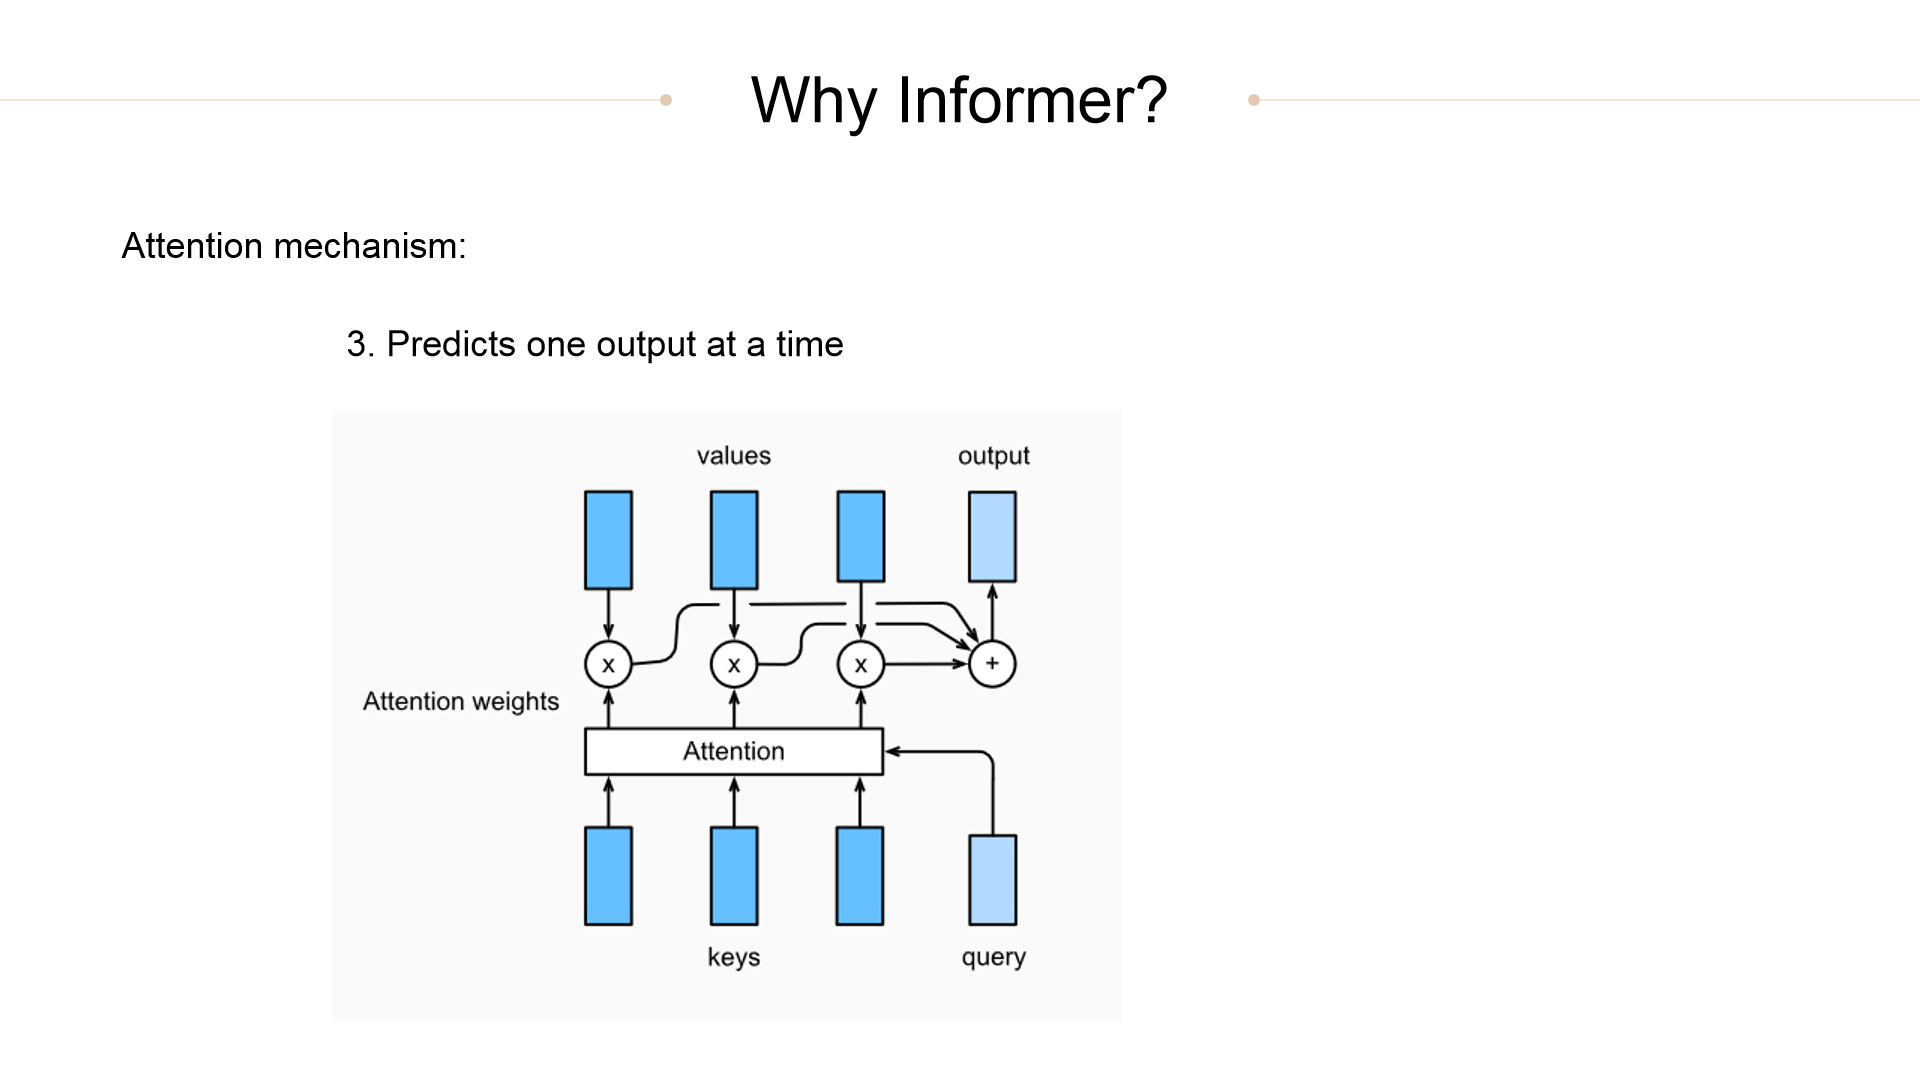 Why Informer?
Attention mechanism:
3. Predicts one output at a time
values output
x x x +
Attention weights
Attention
keys query